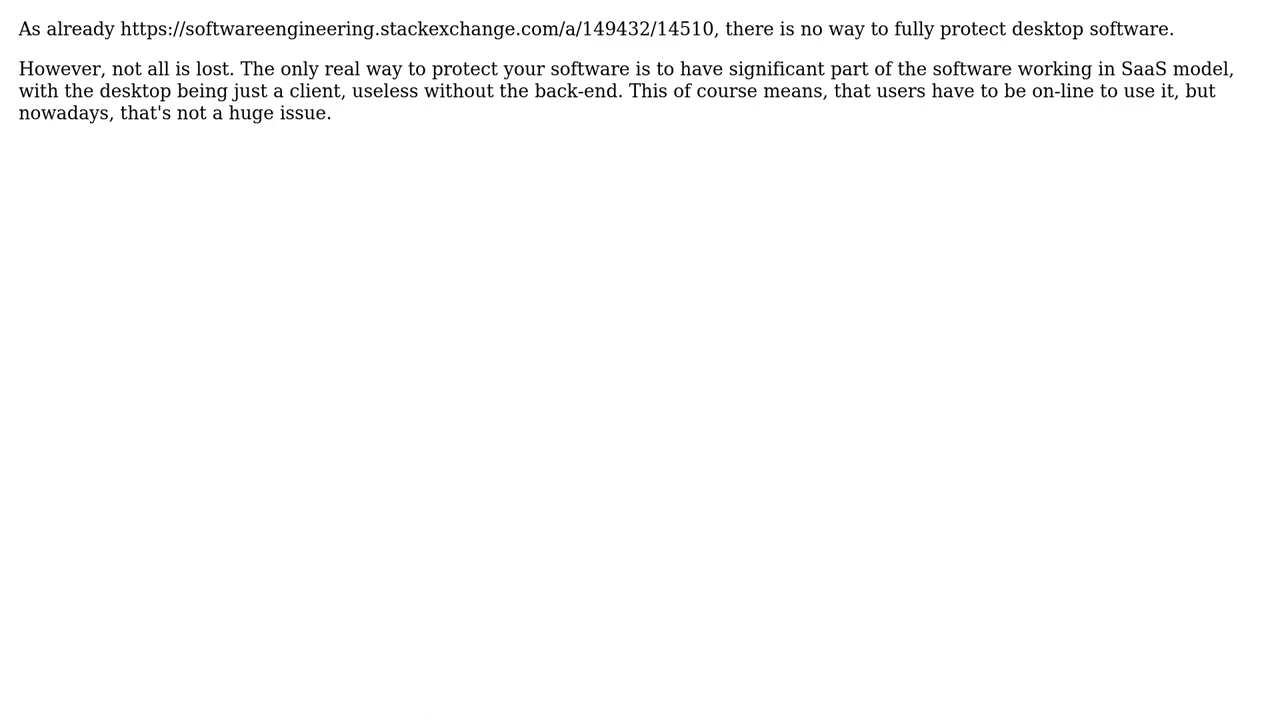 As already https://softwareengineering.stackexchange.com/a/149432/14510, there is no way to fully protect desktop software.
However, not all is lost. The only real way to protect your software is to have significant part of the software working in SaaS model,
with the desktop being just a client, useless without the back-end. This of course means, that users have to be on-line to use it, but
nowadays, that's not a huge issue.